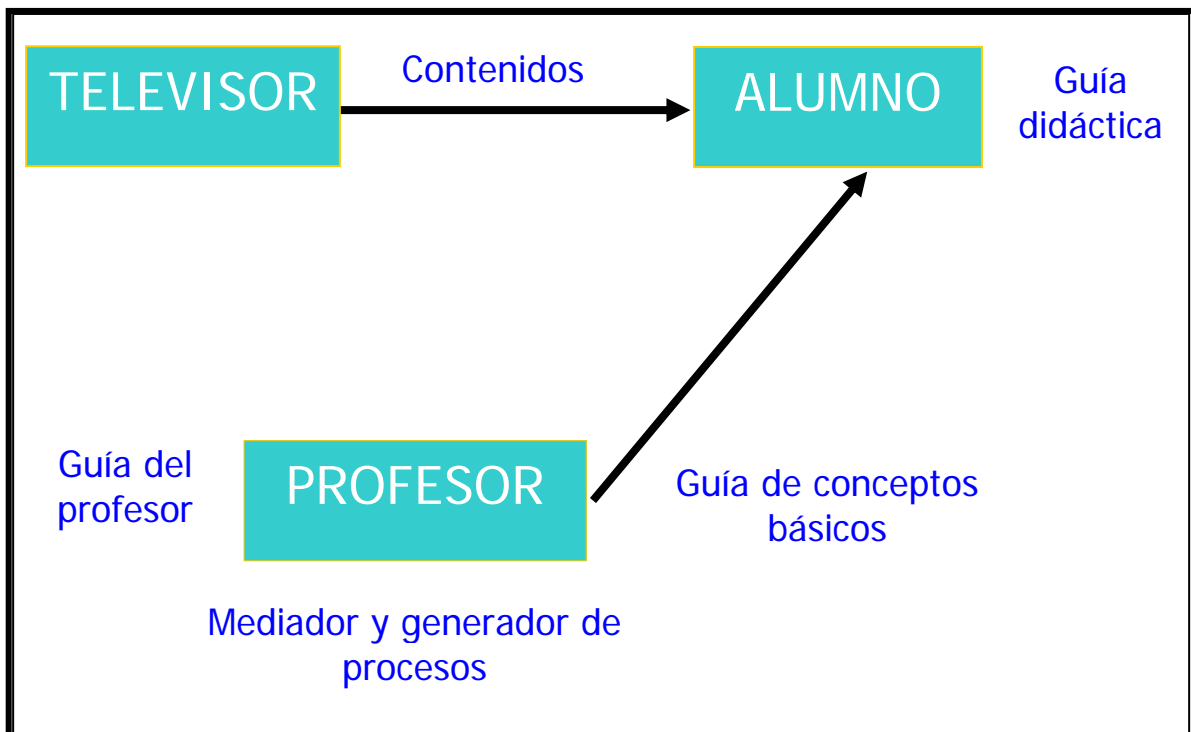 TELEVISOR
Contenidos
ALUMNO
Guía
didáctica
Guía del
profesor
PROFESOR
Guía de conceptos
básicos
Mediador y generador de
procesos